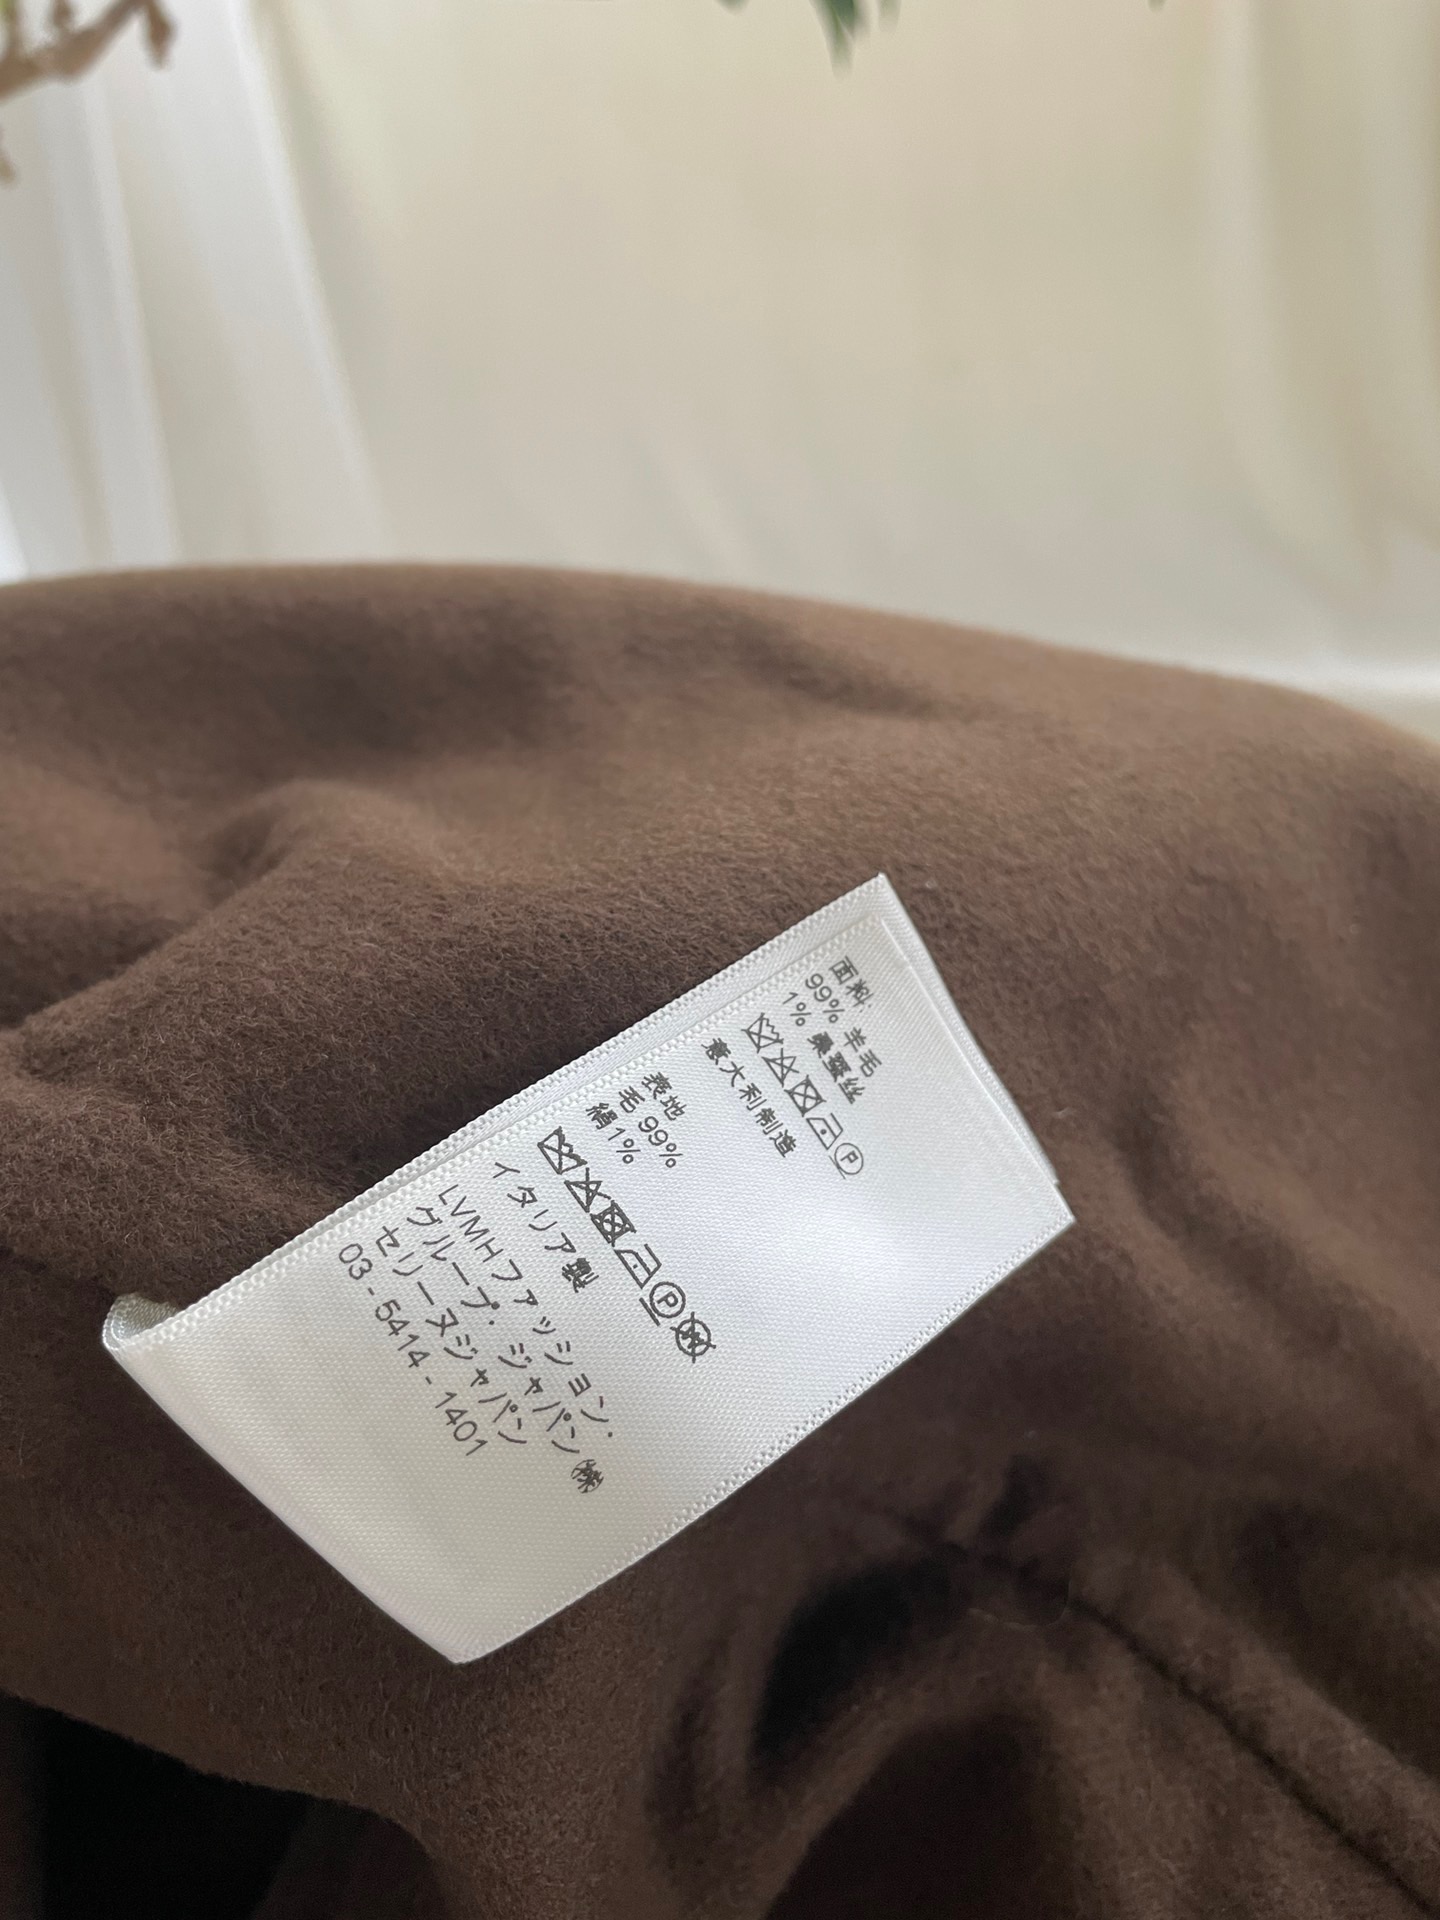 面料
99% 羊毛
1% 桑蚕丝
P
意大利制造
表地
毛 99%
絹 1%
P W
イタリア製
LVMHファッション・
グループ・ジャパン㈱
セリーヌジャパン
03-5414-1401